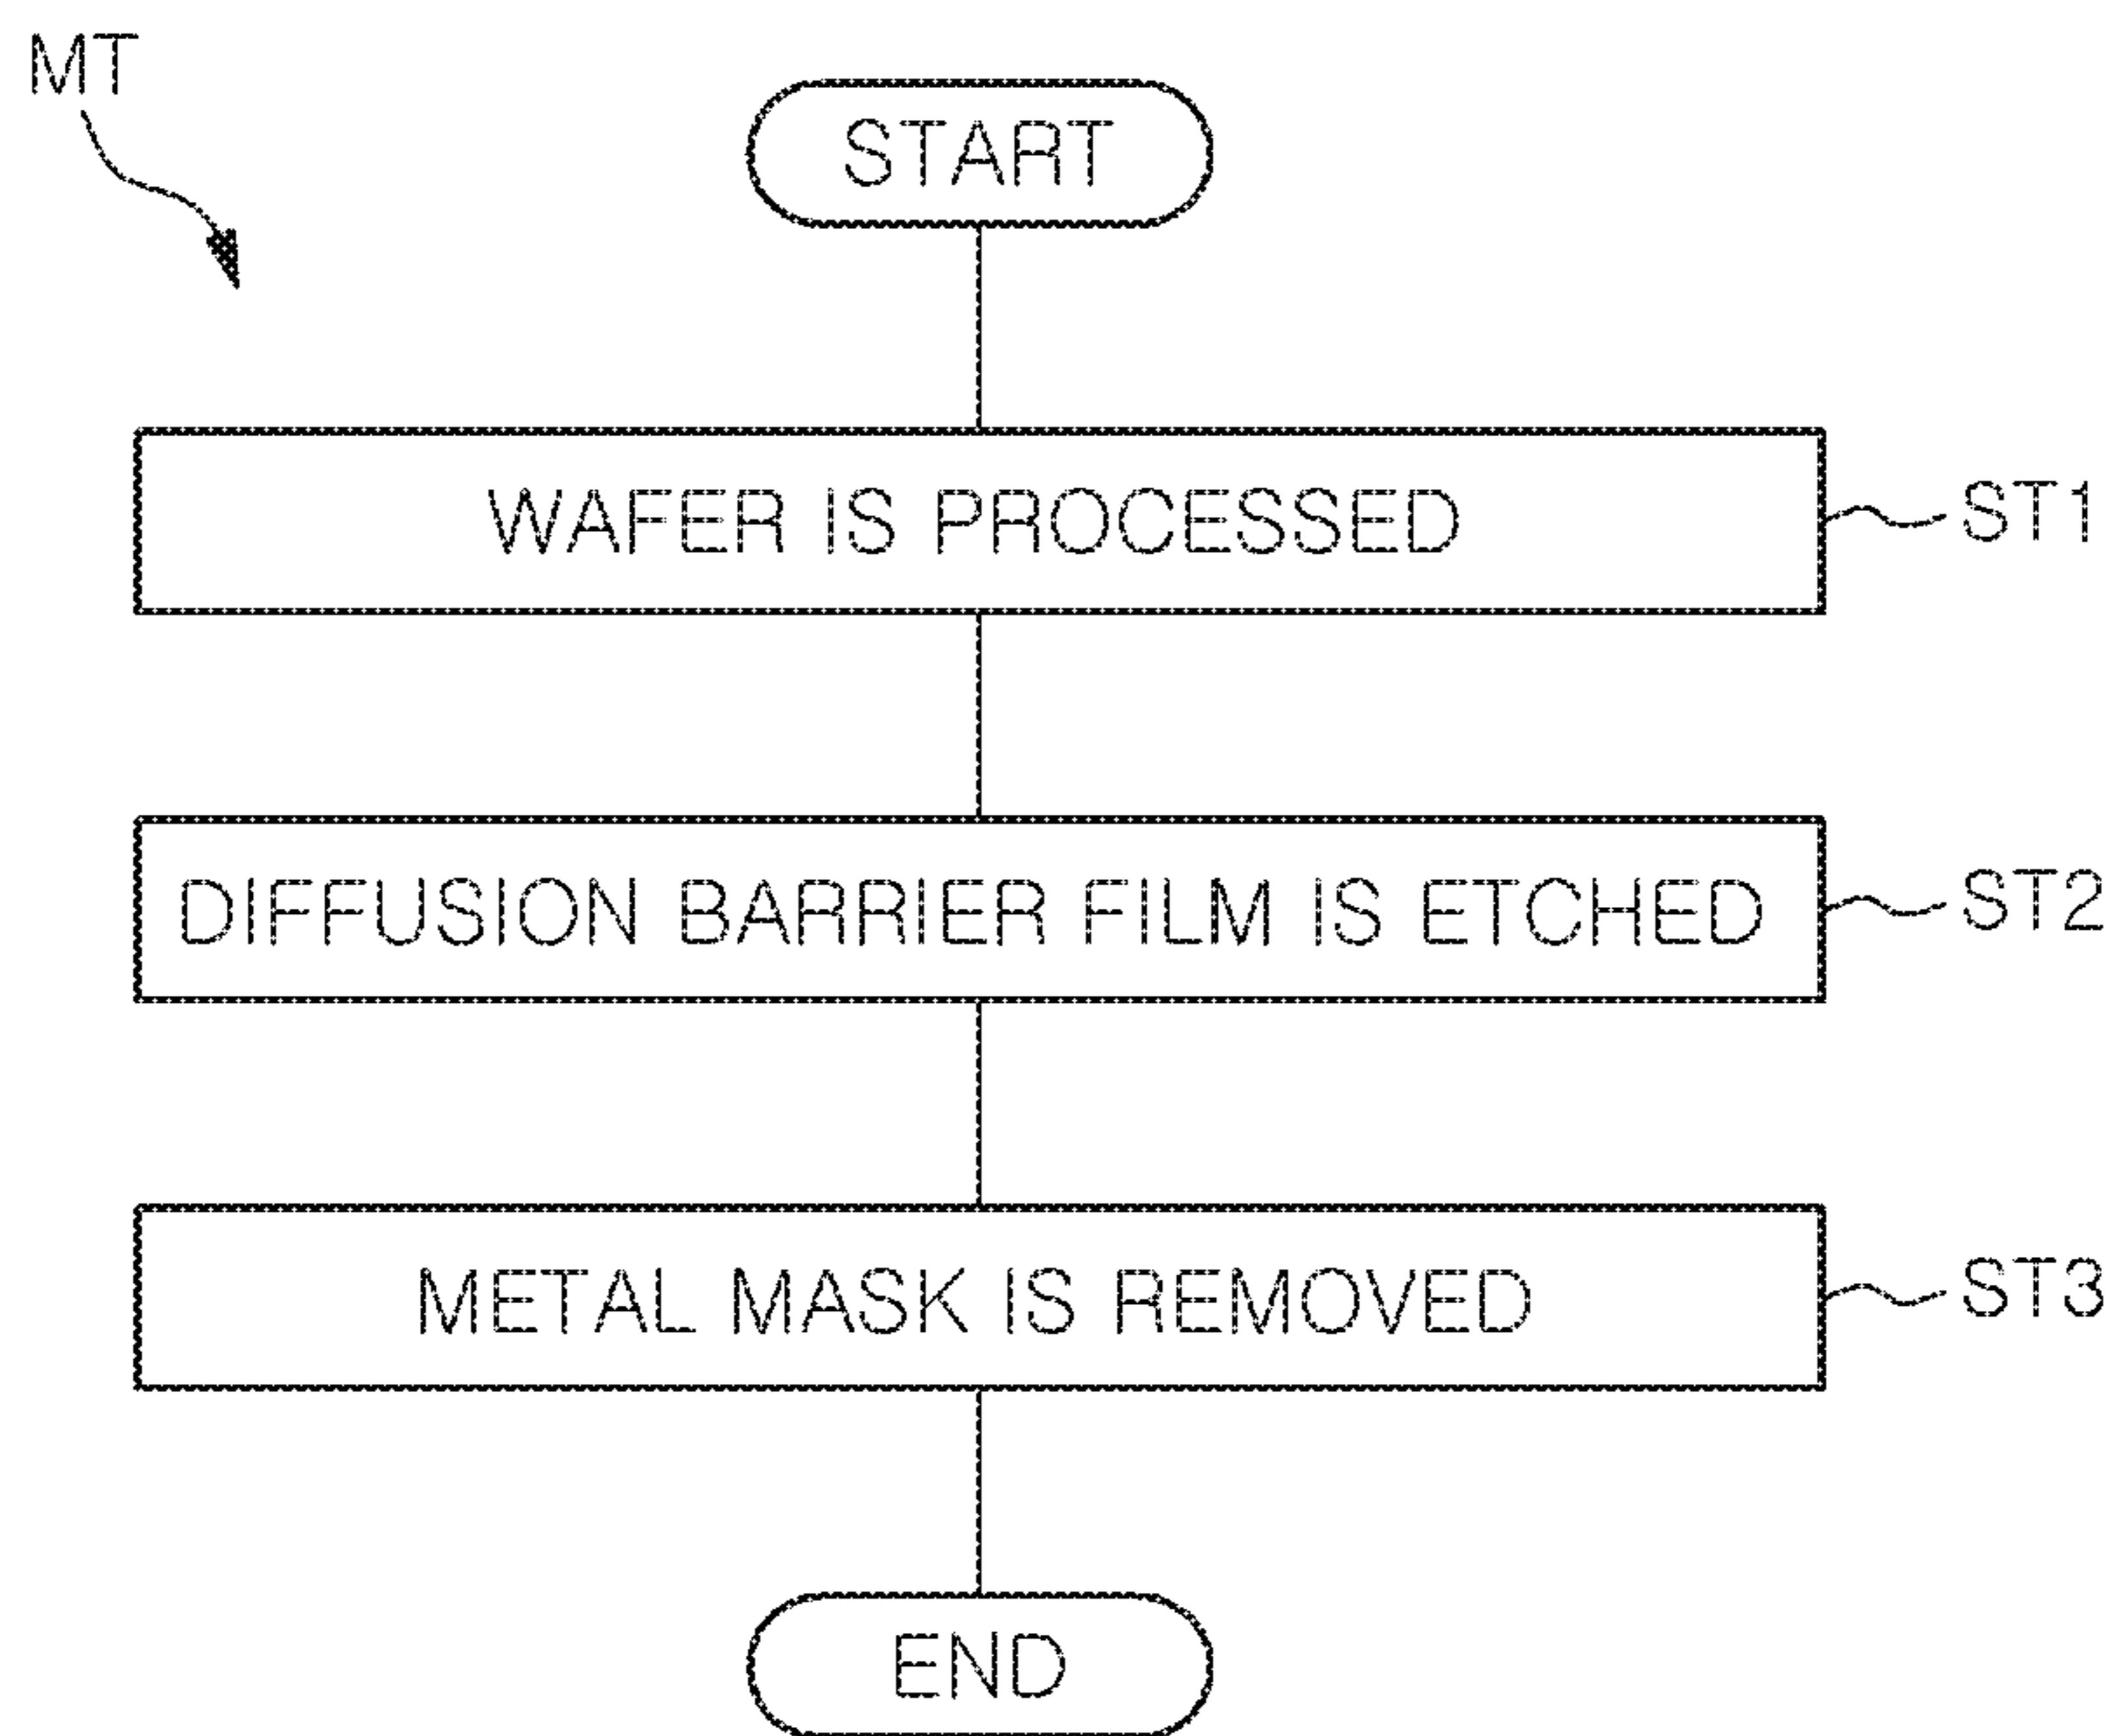 MT
START
WAFER IS PROCESSED
ST1
DIFFUSION BARRIER FILM IS ETCHED
ST2
METAL MASK IS REMOVED
ST3
END